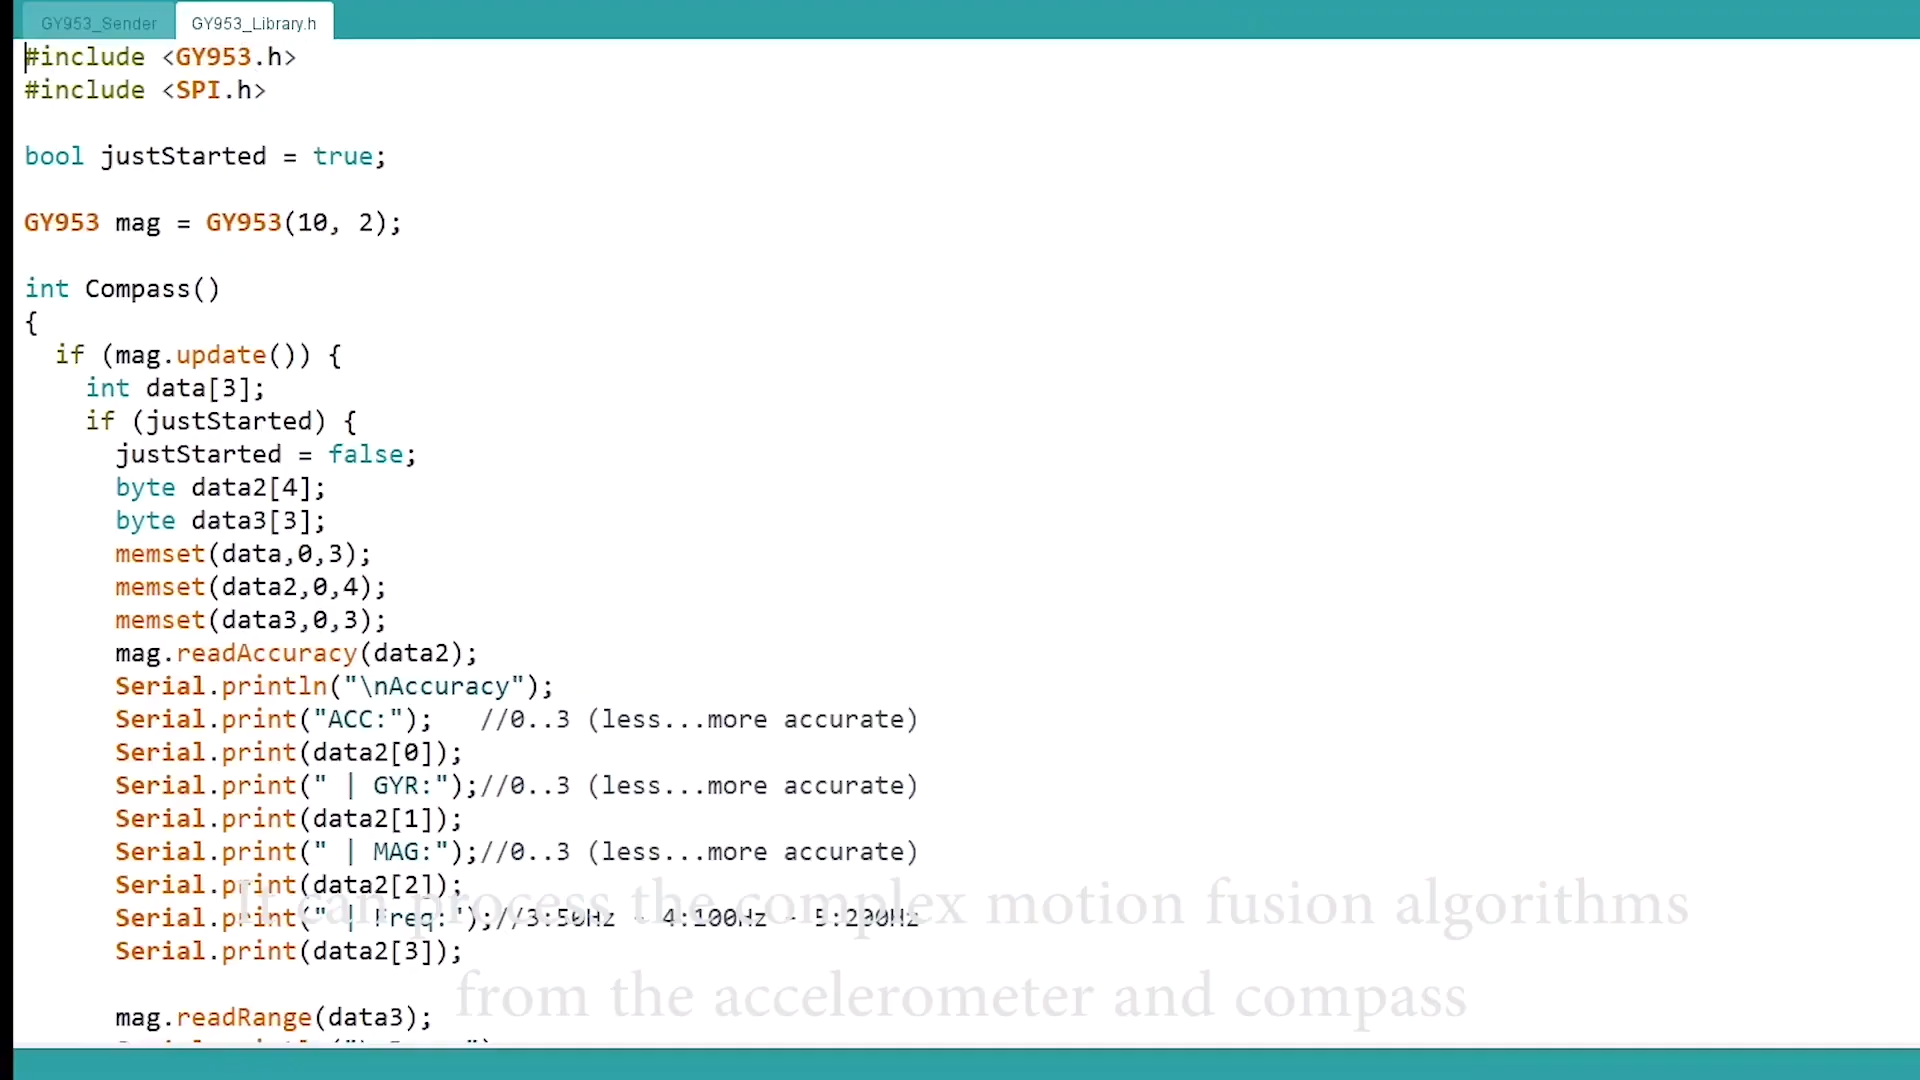 GY953_Sender
GY953_Library.h
#include <GY953.h>
#include <SPI.h>
bool justStarted = true;
GY953 mag = GY953(10, 2);
int Compass()
{
if (mag.update()) {
int data[3];
if (justStarted) {
justStarted = false;
byte data2[4];
byte data3[3];
memset(data,0,3);
memset(data2,0,4);
memset(data3,0,3);
mag.readAccuracy(data2);
Serial.println("\nAccuracy");
Serial.print("ACC:"); //0..3 (less...more accurate)
Serial.print(data2[0]);
Serial.print(" | GYR:");//0..3 (less...more accurate)
Serial.print(data2[1]);
Serial.print(" | MAG:");//0..3 (less...more accurate)
Serial.print(data2[2]);
Serial.print(" | Freq:");//3:50Hz - 4:100Hz - 5:200Hz
Serial.print(data2[3]);
mag.readRange(data3);
It can process the complex motion fusion algorithms
from the accelerometer and compass